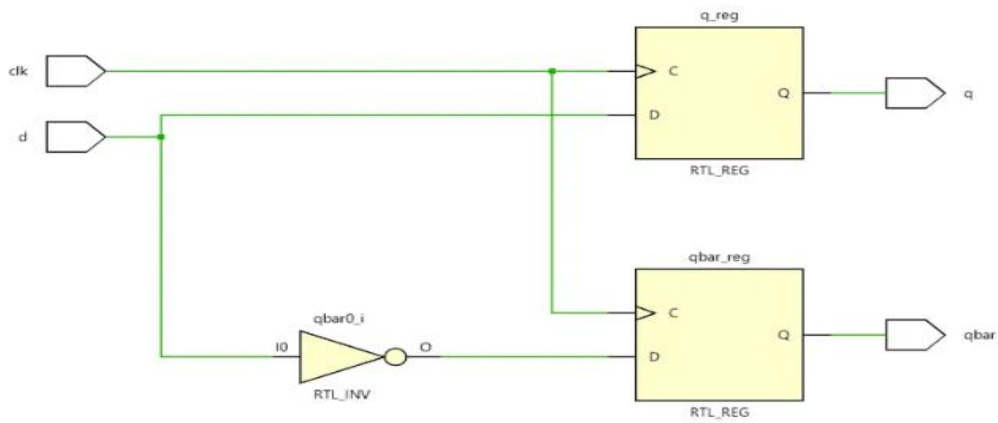 q_reg
clk
C
Q
q
d
D
RTL_REG
qbar_reg
qbar0_i
C
I0
O
Q
qbar
D
RTL_INV
RTL_REG